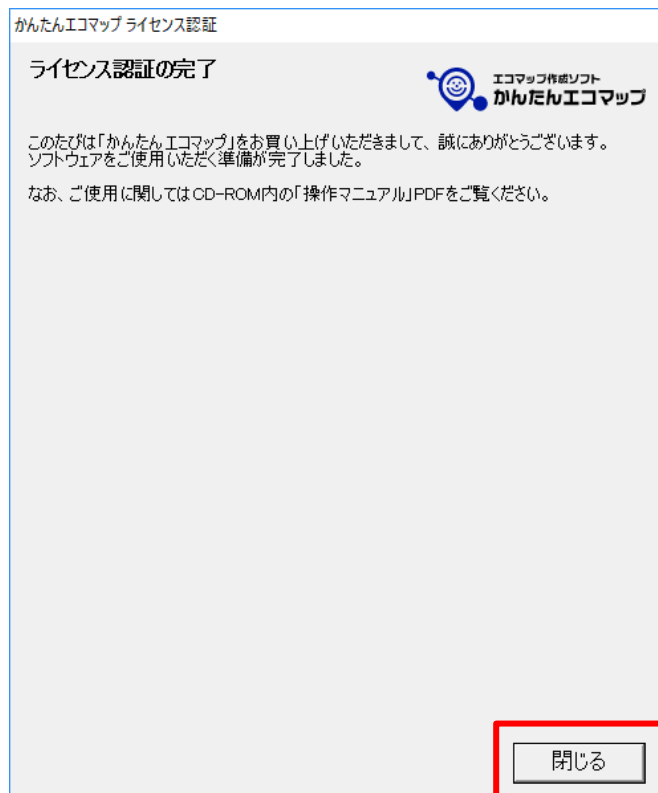 かんたんエコマップ ライセンス認証
ライセンス認証の完了
エコマップ作成ソフト
かんたんエコマップ
このたびは「かんたんエコマップ」をお買い上げいただきまして、誠にありがとうございます。
ソフトウェアをご使用いただく準備が完了しました。
なお、ご使用に関してはCD-ROM内の「操作マニュアル」PDFをご覧ください。
閉じる